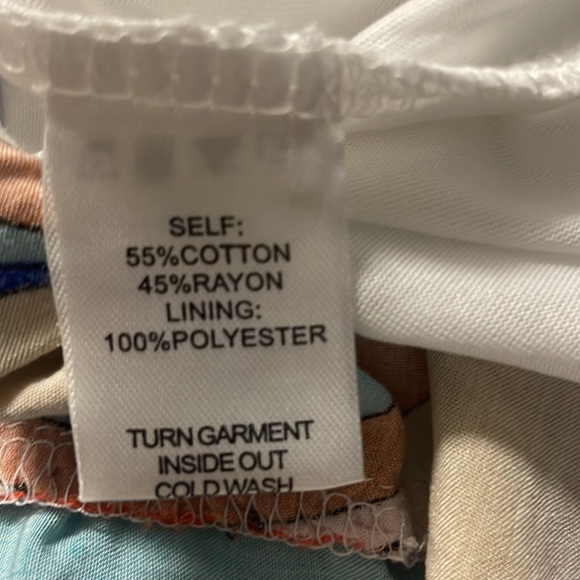 SELF:
55%COTTON
45%RAYON
LINING:
100%POLYESTER
TURN GARMENT
INSIDE OUT
COLD WASH